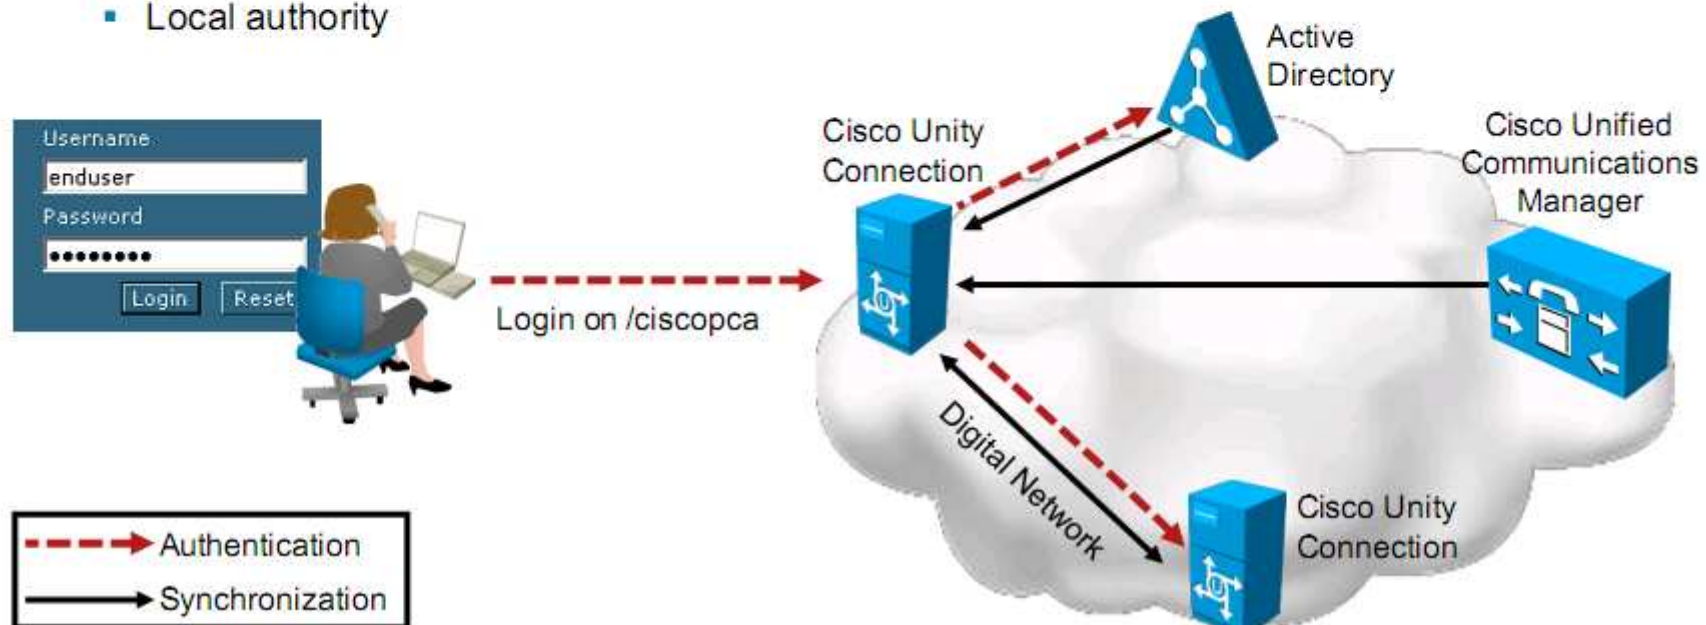 ▪ Local authority
Username
enduser
Password
••••••••
Login
Reset
Login on /ciscopca
Cisco Unity
Connection
Active
Directory
Cisco Unified
Communications
Manager
Digital Network
U
Cisco Unity
Connection
U
Authentication
Synchronization